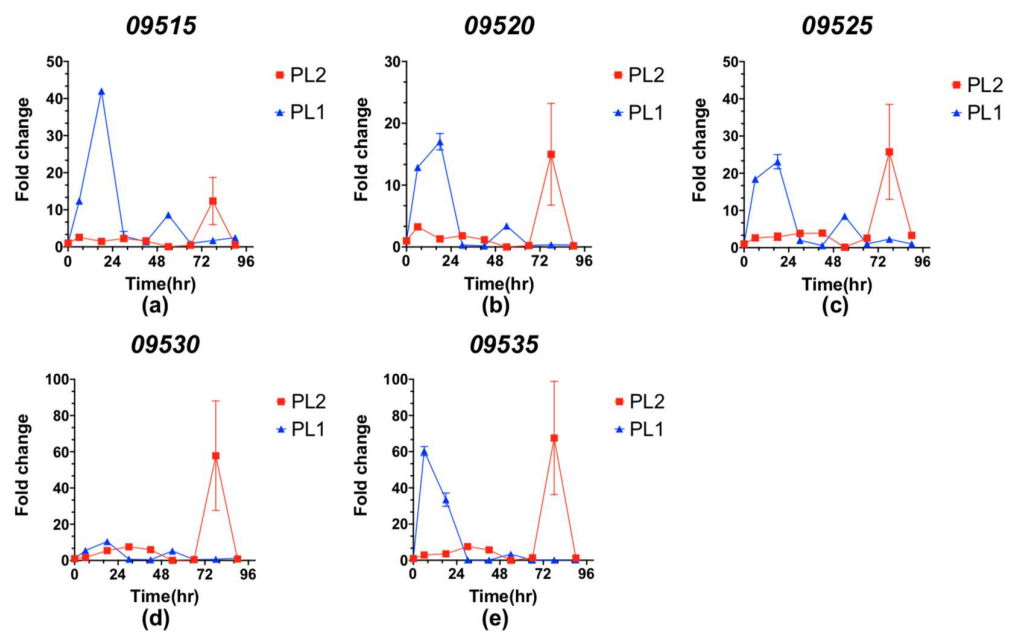 09515
50
40
30
20
10
0
Fold change
0 24 48 72 96
Time(hr)
PL2
PL1
(a)
09520
30
20
10
0
Fold change
0 24 48 72 96
Time(hr)
PL2
PL1
(b)
09525
50
40
30
20
10
0
Fold change
0 24 48 72 96
Time(hr)
PL2
PL1
(c)
09530
100
80
60
40
20
0
Fold change
0 24 48 72 96
Time(hr)
PL2
PL1
(d)
09535
100
80
60
40
20
0
Fold change
0 24 48 72 96
Time(hr)
PL2
PL1
(e)